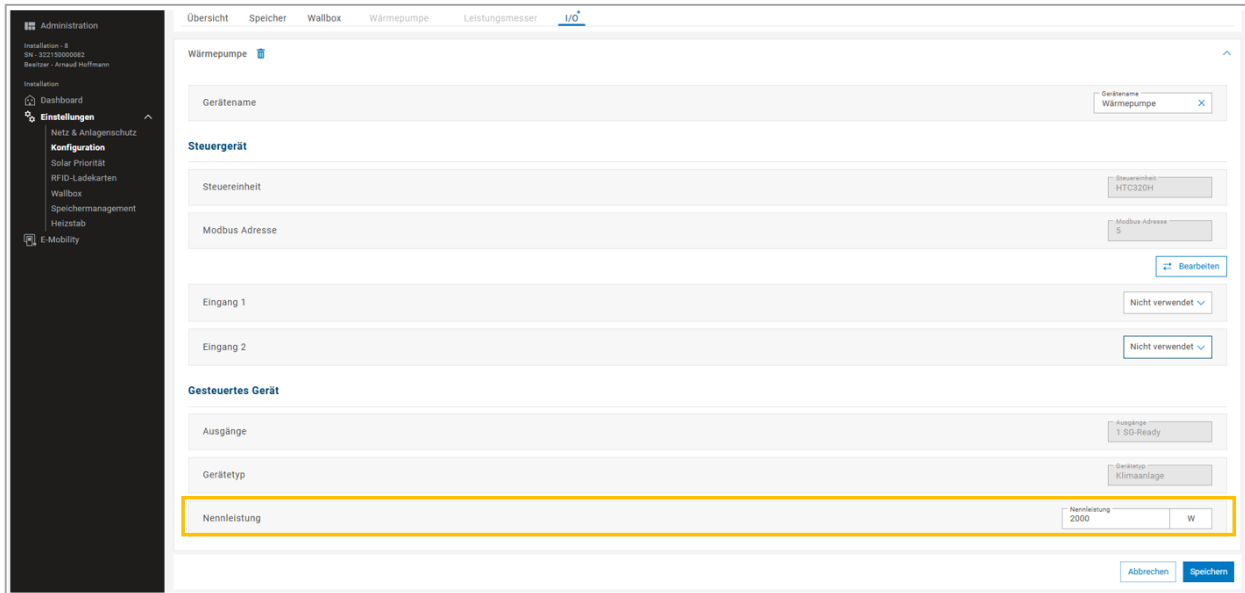 Administration
Installation - 8
SN - 322150000082
Besitzer - Arnaud Hoffmann
Installation
Dashboard
Einstellungen
Netz & Anlagenschutz
Konfiguration
Solar Priorität
RFID-Ladekarten
Wallbox
Speichermanagement
Heizstab
E-Mobility
Übersicht Speicher Wallbox Wärmepumpe Leistungsmesser I/O
Wärmepumpe
Gerätename
Gerätename
Wärmepumpe
Steuergerät
Steuereinheit
Steuereinheit
HTC320H
Modbus Adresse
Modbus Adresse
5
Bearbeiten
Eingang 1 Nicht verwendet
Eingang 2 Nicht verwendet
Gesteuertes Gerät
Ausgänge
Ausgänge
1 SG-Ready
Gerätetyp
Gerätetyp
Klimaanlage
Nennleistung
Nennleistung
2000 W
Abbrechen Speichern